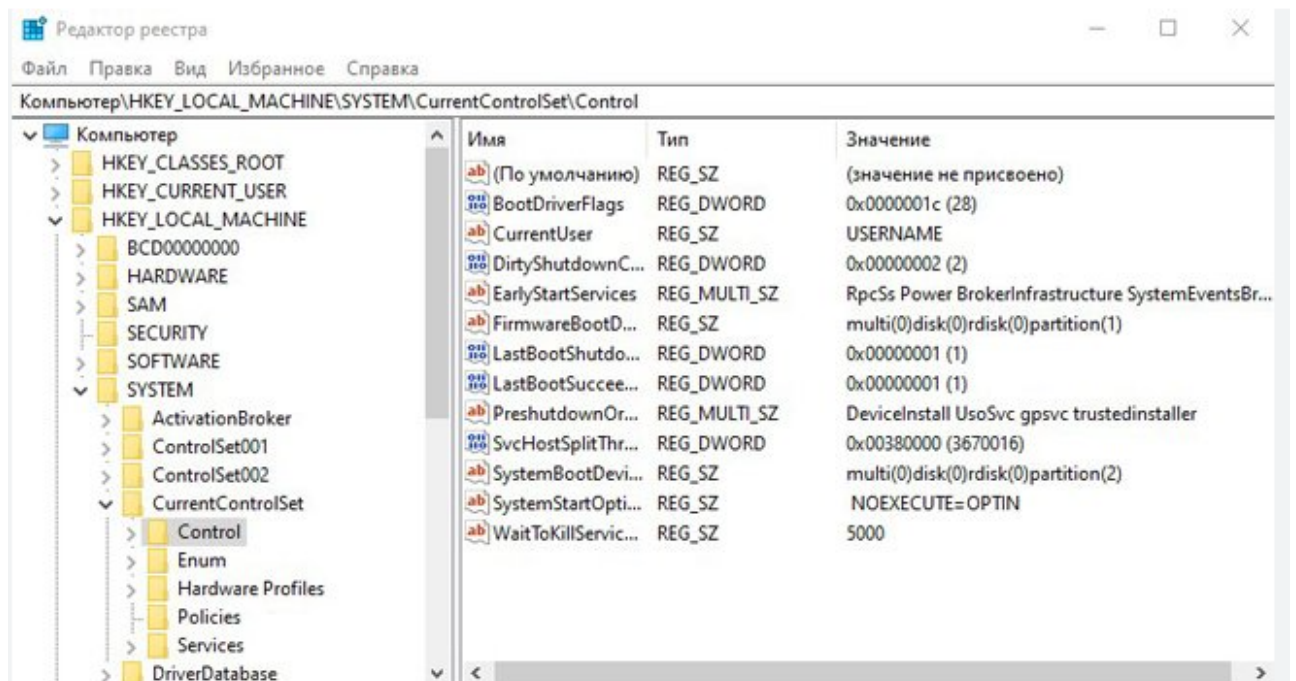 Редактор реестра
Файл Правка Вид Избранное Справка
Компьютер\HKEY_LOCAL_MACHINE\SYSTEM\CurrentControlSet\Control
Компьютер
HKEY_CLASSES_ROOT
HKEY_CURRENT_USER
HKEY_LOCAL_MACHINE
BCD00000000
HARDWARE
SAM
SECURITY
SOFTWARE
SYSTEM
ActivationBroker
ControlSet001
ControlSet002
CurrentControlSet
Control
Enum
Hardware Profiles
Policies
Services
DriverDatabase
Имя Тип Значение
(По умолчанию) REG_SZ (значение не присвоено)
BootDriverFlags REG_DWORD 0x0000001c (28)
CurrentUser REG_SZ USERNAME
DirtyShutdownC... REG_DWORD 0x00000002 (2)
EarlyStartServices REG_MULTI_SZ RpcSs Power BrokerInfrastructure SystemEventsBr...
FirmwareBootD... REG_SZ multi(0)disk(0)rdisk(0)partition(1)
LastBootShutdo... REG_DWORD 0x00000001 (1)
LastBootSuccee... REG_DWORD 0x00000001 (1)
PreshutdownOr... REG_MULTI_SZ DeviceInstall UsoSvc gpsvc trustedinstaller
SvcHostSplitThr... REG_DWORD 0x00380000 (3670016)
SystemBootDevi... REG_SZ multi(0)disk(0)rdisk(0)partition(2)
SystemStartOpti... REG_SZ NOEXECUTE=OPTIN
WaitToKillServic... REG_SZ 5000